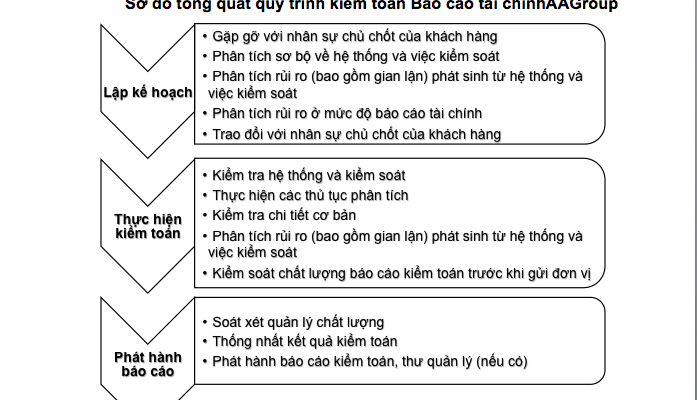 Sơ đồ tổng quát quy trình kiểm toán Báo cáo tài chínhAAGroup
Lập kế hoạch
• Gặp gỡ với nhân sự chủ chốt của khách hàng
• Phân tích sơ bộ về hệ thống và việc kiểm soát
• Phân tích rủi ro (bao gồm gian lận) phát sinh từ hệ thống và
việc kiểm soát
• Phân tích rủi ro ở mức độ báo cáo tài chính
• Trao đổi với nhân sự chủ chốt của khách hàng
Thực hiện
kiểm toán
• Kiểm tra hệ thống và kiểm soát
• Thực hiện các thủ tục phân tích
• Kiểm tra chi tiết cơ bản
• Phân tích rủi ro (bao gồm gian lận) phát sinh từ hệ thống và
việc kiểm soát
• Kiểm soát chất lượng báo cáo kiểm toán trước khi gửi đơn vị
Phát hành
báo cáo
• Soát xét quản lý chất lượng
• Thống nhất kết quả kiểm toán
• Phát hành báo cáo kiểm toán, thư quản lý (nếu có)